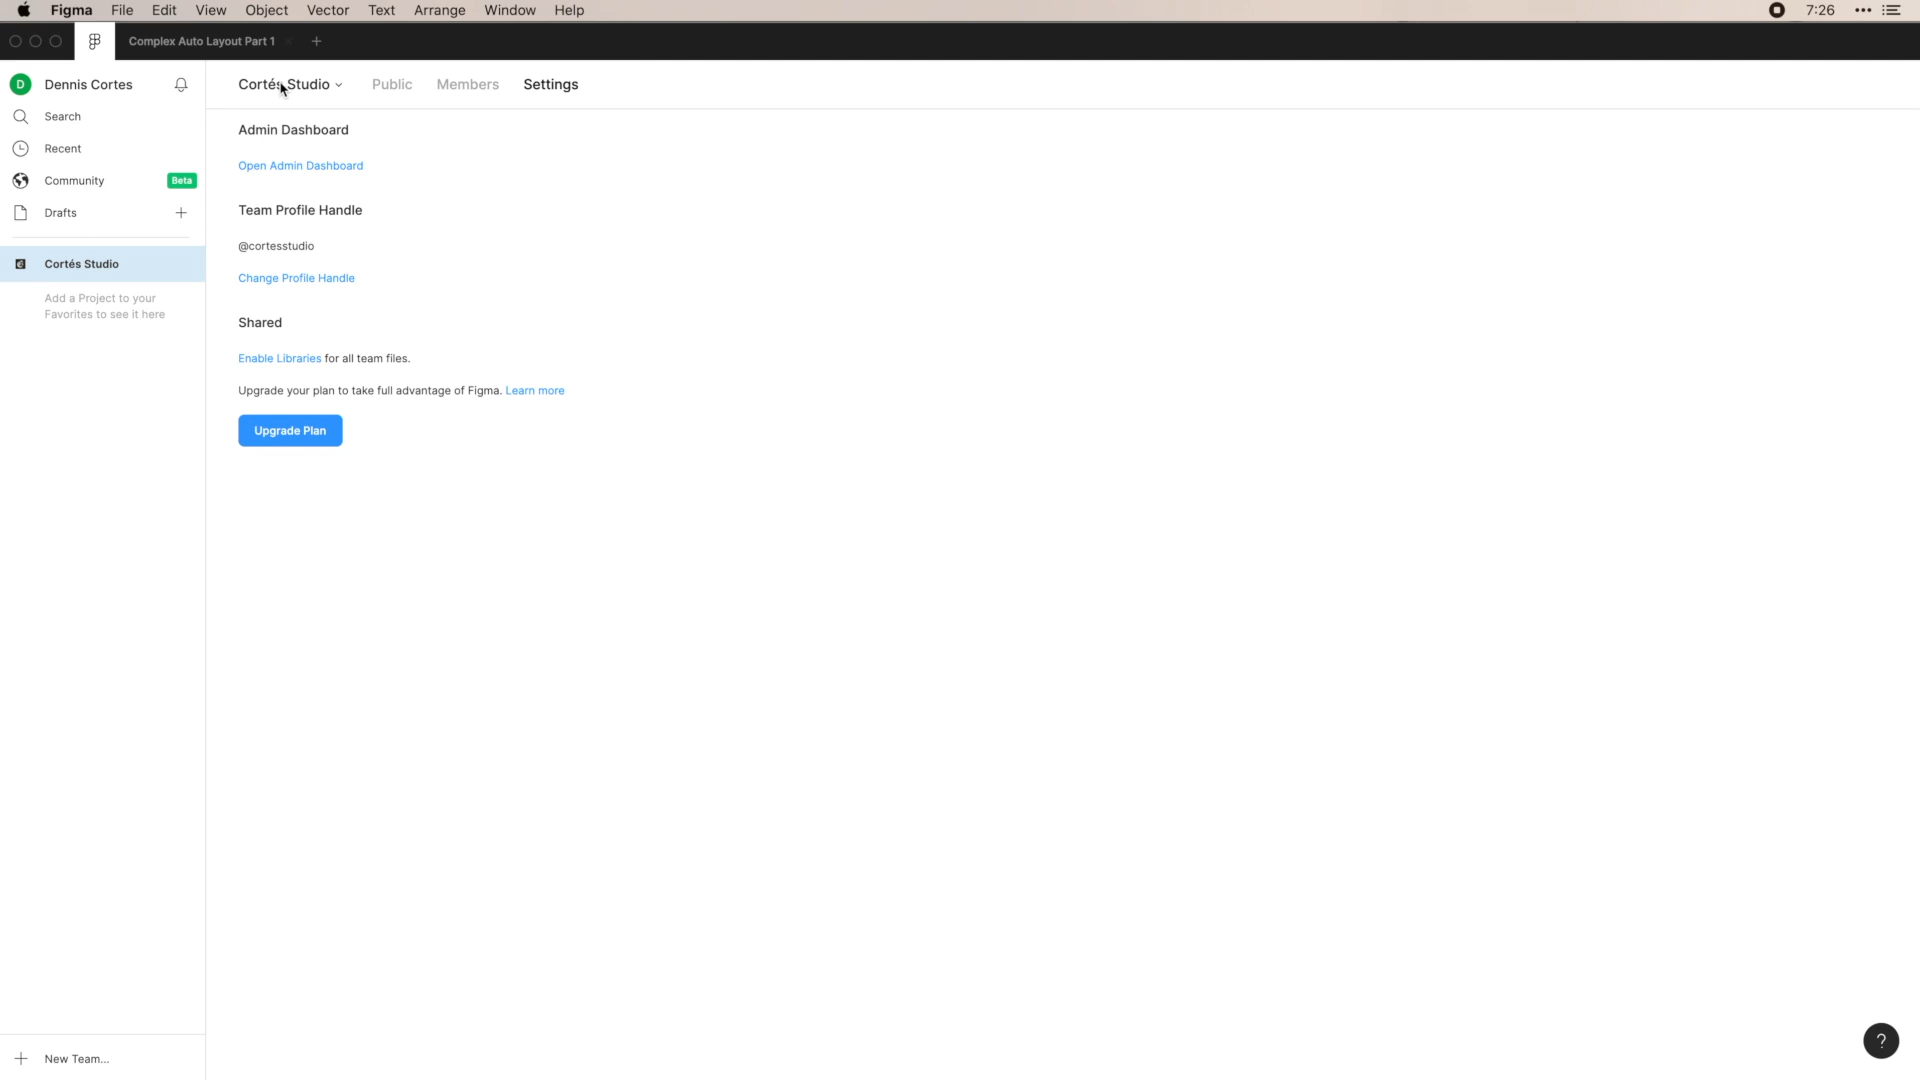 Figma File Edit View Object Vector Text Arrange Window Help 7:26
Complex Auto Layout Part 1
D Dennis Cortes
Search
Recent
Community Beta
Drafts
Cortés Studio
Add a Project to your
Favorites to see it here
New Team...
Cortés Studio Public Members Settings
Admin Dashboard
Open Admin Dashboard
Team Profile Handle
@cortesstudio
Change Profile Handle
Shared
Enable Libraries for all team files.
Upgrade your plan to take full advantage of Figma. Learn more
Upgrade Plan
?